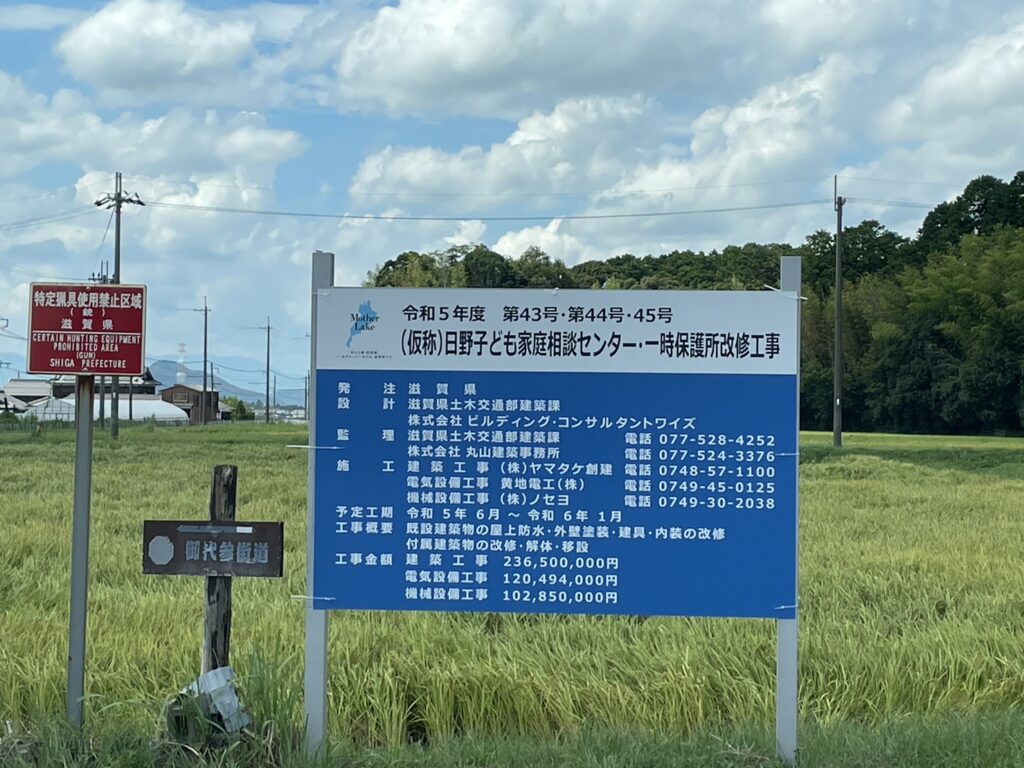 特定猟具使用禁止区域
(銃)
滋賀県
CERTAIN HUNTING EQUIPMENT
PROHIBITED AREA
(GUN)
SHIGA PREFECTURE
御代参街道
Mother
Lake
令和5年度 第43号・第44号・45号
(仮称)日野子ども家庭相談センター・一時保護所改修工事
発注 滋賀県
設計 滋賀県土木交通部建築課
株式会社 ビルディング・コンサルタントワイズ
監理 滋賀県土木交通部建築課 電話 077-528-4252
株式会社 丸山建築事務所 電話 077-524-3376
施工 建築工事 (株)ヤマタケ創建 電話 0748-57-1100
電気設備工事 黄地電工(株) 電話 0749-45-0125
機械設備工事 (株)ノセヨ 電話 0749-30-2038
予定工期 令和 5年 6月 ～ 令和 6年 1月
工事概要 既設建築物の屋上防水・外壁塗装・建具・内装の改修
付属建築物の改修・解体・移設
工事金額 建築工事 236,500,000円
電気設備工事 120,494,000円
機械設備工事 102,850,000円